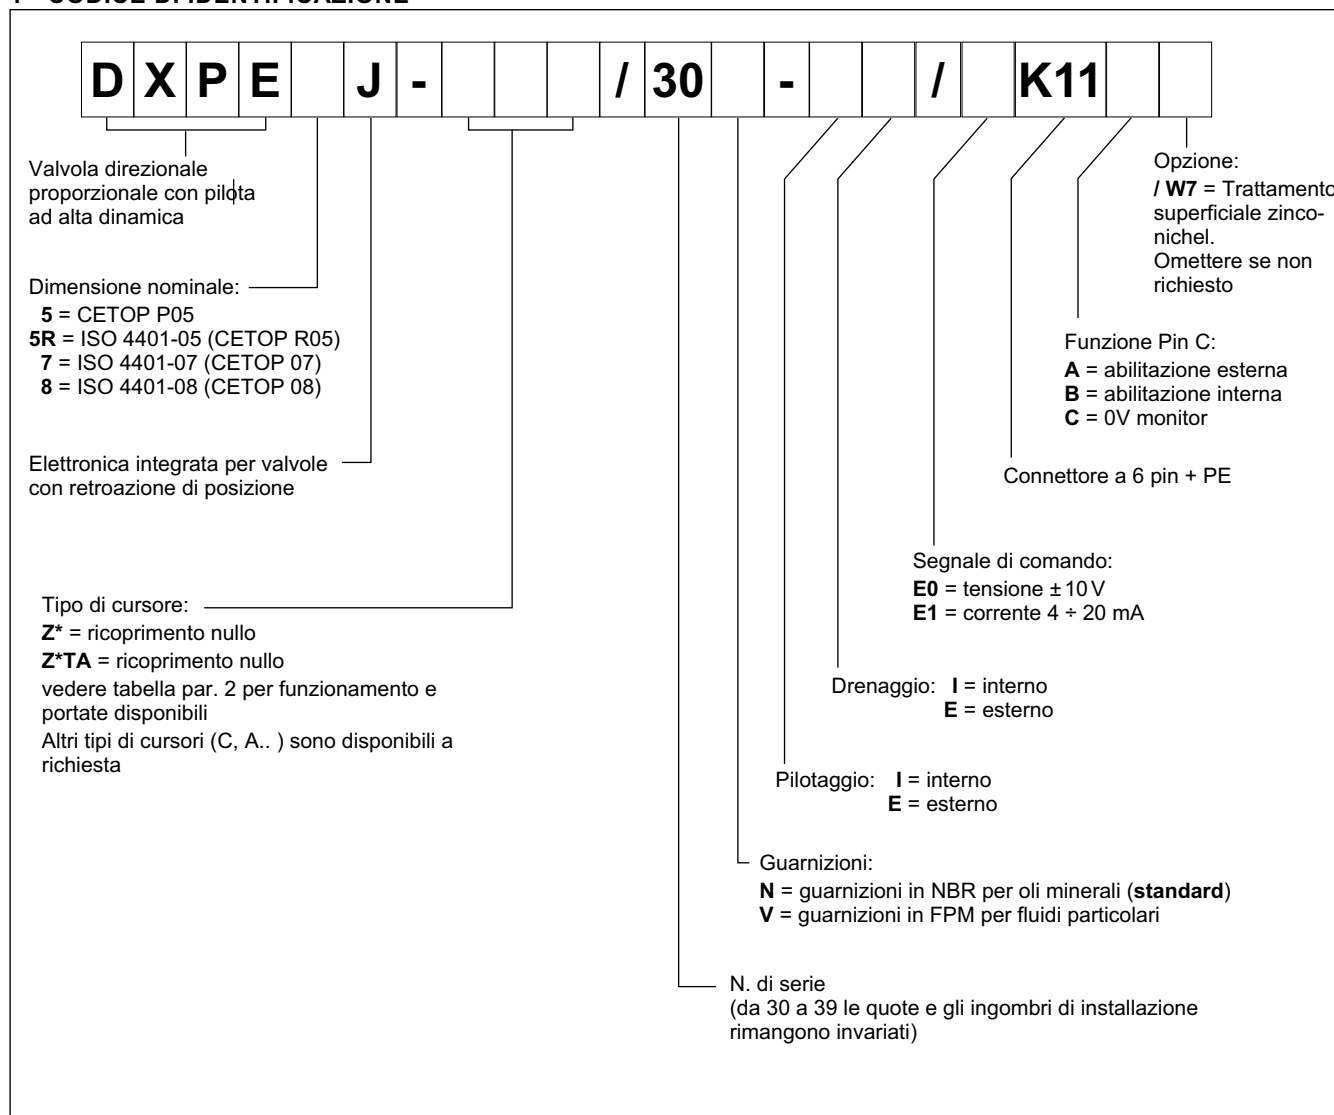 D X P E J - / 30 - / K11
Valvola direzionale
proporzionale con pilota
ad alta dinamica
Dimensione nominale:
5 = CETOP P05
5R = ISO 4401-05 (CETOP R05)
7 = ISO 4401-07 (CETOP 07)
8 = ISO 4401-08 (CETOP 08)
Elettronica integrata per valvole
con retroazione di posizione
Tipo di cursore:
Z* = ricoprimento nullo
Z*TA = ricoprimento nullo
vedere tabella par. 2 per funzionamento e
portate disponibili
Altri tipi di cursori (C, A.. ) sono disponibili a
richiesta
Opzione:
/ W7 = Trattamento
superficiale zinco-
nichel.
Omettere se non
richiesto
Funzione Pin C:
A = abilitazione esterna
B = abilitazione interna
C = 0V monitor
Connettore a 6 pin + PE
Segnale di comando:
E0 = tensione ± 10 V
E1 = corrente 4 ÷ 20 mA
Drenaggio: I = interno
E = esterno
Pilotaggio: I = interno
E = esterno
Guarnizioni:
N = guarnizioni in NBR per oli minerali (standard)
V = guarnizioni in FPM per fluidi particolari
N. di serie
(da 30 a 39 le quote e gli ingombri di installazione
rimangono invariati)